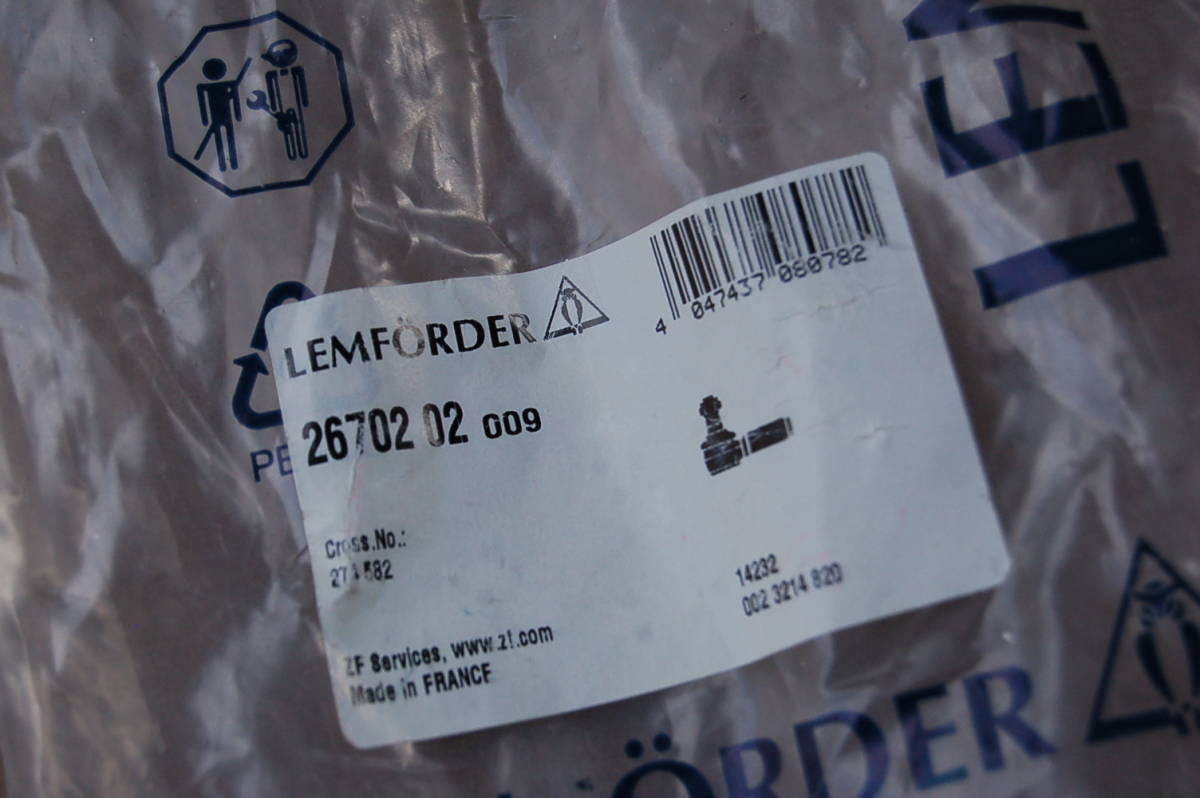 LE
LEMFÖRDER
4 047437 080782
26702 02 009
Cross.No.:
14232
002 3214 820
ZF Services, www.zf.com
Made in FRANCE
PE
ÖRDER